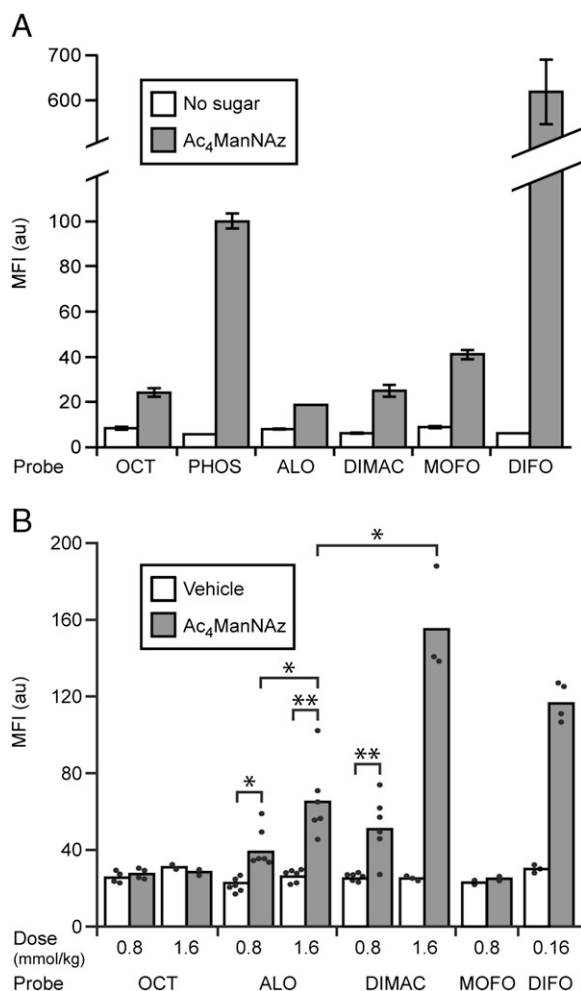 A
700
600
100
80
60
40
20
0
MFI (au)
No sugar
Ac₄ManNAz
Probe OCT PHOS ALO DIMAC MOFO DIFO
B
200
160
120
80
40
0
MFI (au)
Vehicle
Ac₄ManNAz
*
*
**
*
**
Dose 0.8 1.6 0.8 1.6 0.8 1.6 0.8 0.16
(mmol/kg)
Probe OCT ALO DIMAC MOFO DIFO